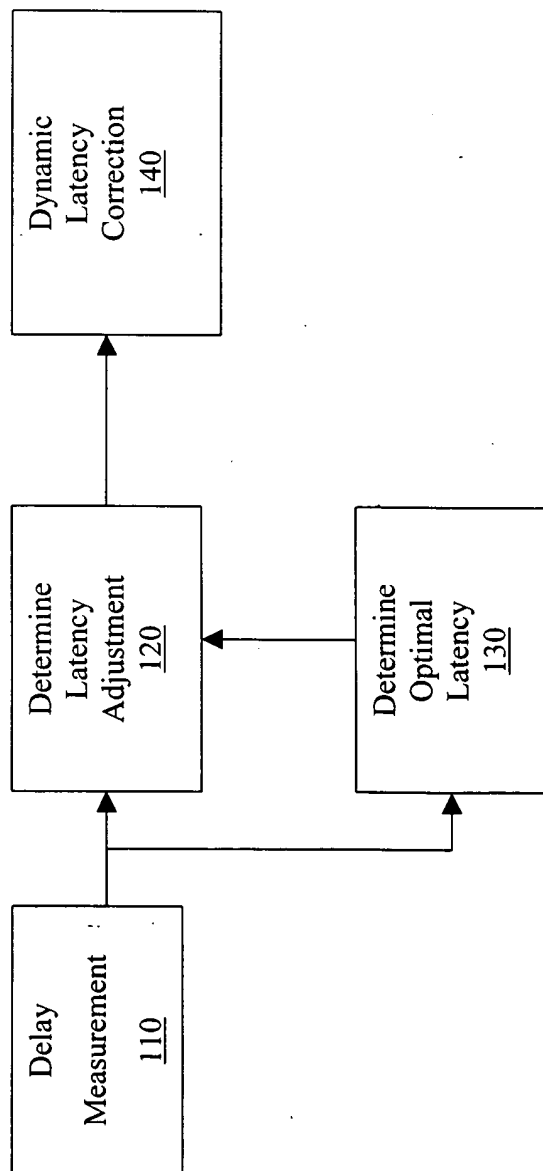 Delay
Measurement
110
Determine
Latency
Adjustment
120
Determine
Optimal
Latency
130
Dynamic
Latency
Correction
140